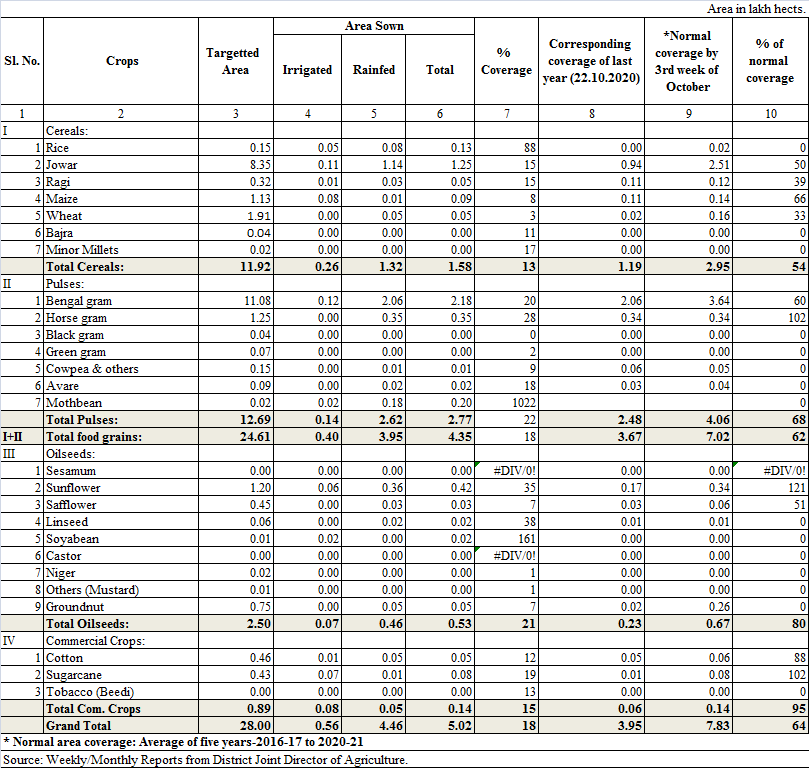 Area in lakh hects.
Sl. No. Crops Targetted Area Area Sown % Coverage Corresponding coverage of last year (22.10.2020) *Normal coverage by 3rd week of October % of normal coverage
Irrigated Rainfed Total
1 2 3 4 5 6 7 8 9 10
I Cereals:
1 Rice 0.15 0.05 0.08 0.13 88 0.00 0.02 0
2 Jowar 8.35 0.11 1.14 1.25 15 0.94 2.51 50
3 Ragi 0.32 0.01 0.03 0.05 15 0.11 0.12 39
4 Maize 1.13 0.08 0.01 0.09 8 0.11 0.14 66
5 Wheat 1.91 0.00 0.05 0.05 3 0.02 0.16 33
6 Bajra 0.04 0.00 0.00 0.00 11 0.00 0.00 0
7 Minor Millets 0.02 0.00 0.00 0.00 17 0.00 0.00 0
Total Cereals: 11.92 0.26 1.32 1.58 13 1.19 2.95 54
II Pulses:
1 Bengal gram 11.08 0.12 2.06 2.18 20 2.06 3.64 60
2 Horse gram 1.25 0.00 0.35 0.35 28 0.34 0.34 102
3 Black gram 0.04 0.00 0.00 0.00 0 0.00 0.00 0
4 Green gram 0.07 0.00 0.00 0.00 2 0.00 0.00 0
5 Cowpea & others 0.15 0.00 0.01 0.01 9 0.06 0.05 0
6 Avare 0.09 0.00 0.02 0.02 18 0.03 0.04 0
7 Mothbean 0.02 0.02 0.18 0.20 1022 0
Total Pulses: 12.69 0.14 2.62 2.77 22 2.48 4.06 68
I+II Total food grains: 24.61 0.40 3.95 4.35 18 3.67 7.02 62
III Oilseeds:
1 Sesamum 0.00 0.00 0.00 0.00 #DIV/0! 0.00 0.00 #DIV/0!
2 Sunflower 1.20 0.06 0.36 0.42 35 0.17 0.34 121
3 Safflower 0.45 0.00 0.03 0.03 7 0.03 0.06 51
4 Linseed 0.06 0.00 0.02 0.02 38 0.01 0.01 0
5 Soyabean 0.01 0.02 0.00 0.02 161 0.00 0.00 0
6 Castor 0.00 0.00 0.00 0.00 #DIV/0! 0.00 0.00 0
7 Niger 0.02 0.00 0.00 0.00 1 0.00 0.00 0
8 Others (Mustard) 0.01 0.00 0.00 0.00 1 0.00 0.00 0
9 Groundnut 0.75 0.00 0.05 0.05 7 0.02 0.26 0
Total Oilseeds: 2.50 0.07 0.46 0.53 21 0.23 0.67 80
IV Commercial Crops:
1 Cotton 0.46 0.01 0.05 0.05 12 0.05 0.06 88
2 Sugarcane 0.43 0.07 0.01 0.08 19 0.01 0.08 102
3 Tobacco (Beedi) 0.00 0.00 0.00 0.00 13 0.00 0.00 0
Total Com. Crops 0.89 0.08 0.05 0.14 15 0.06 0.14 95
Grand Total 28.00 0.56 4.46 5.02 18 3.95 7.83 64
* Normal area coverage: Average of five years-2016-17 to 2020-21
Source: Weekly/Monthly Reports from District Joint Director of Agriculture.